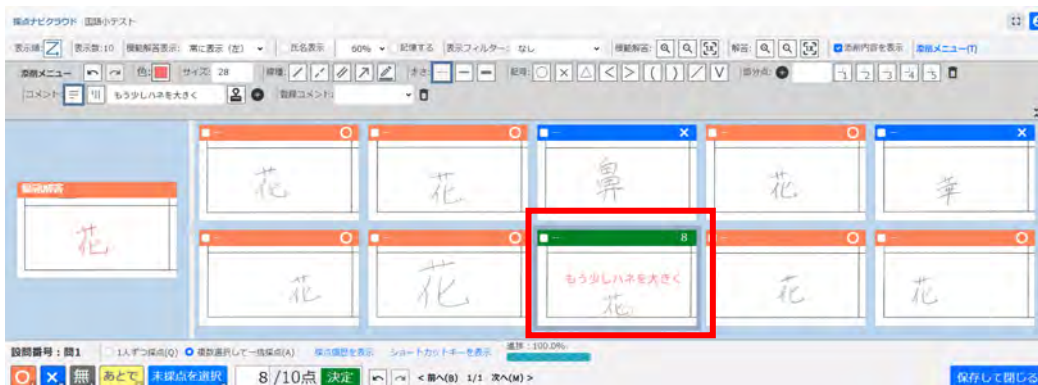 採点ナビクラウド 国語小テスト
表示順: 表示数:10 模範解答表示: 常に表示 (左) 氏名表示 60% 記憶する 表示フィルター: なし 模範解答: 解答: 添削内容を表示 添削メニュー(T)
添削メニュー 色: サイズ: 28 線種: 太さ: 記号: ○ × △ < > ( ) / V 部分点: -1 -2 -3 -4 -5
コメント: もう少しハネを大きく 登録コメント:
模範解答
花
花 花 鼻 花 華
8
もう少しハネを大きく
花 花 花 花 花
設問番号:問1 1人ずつ採点(Q) 複数選択して一括採点(A) 採点履歴を表示 ショートカットキーを表示 進捗:100.0%
○ × 無 あとで 未採点を選択 8 /10点 決定 < 前へ(B) 1/1 次へ(M) > 保存して閉じる